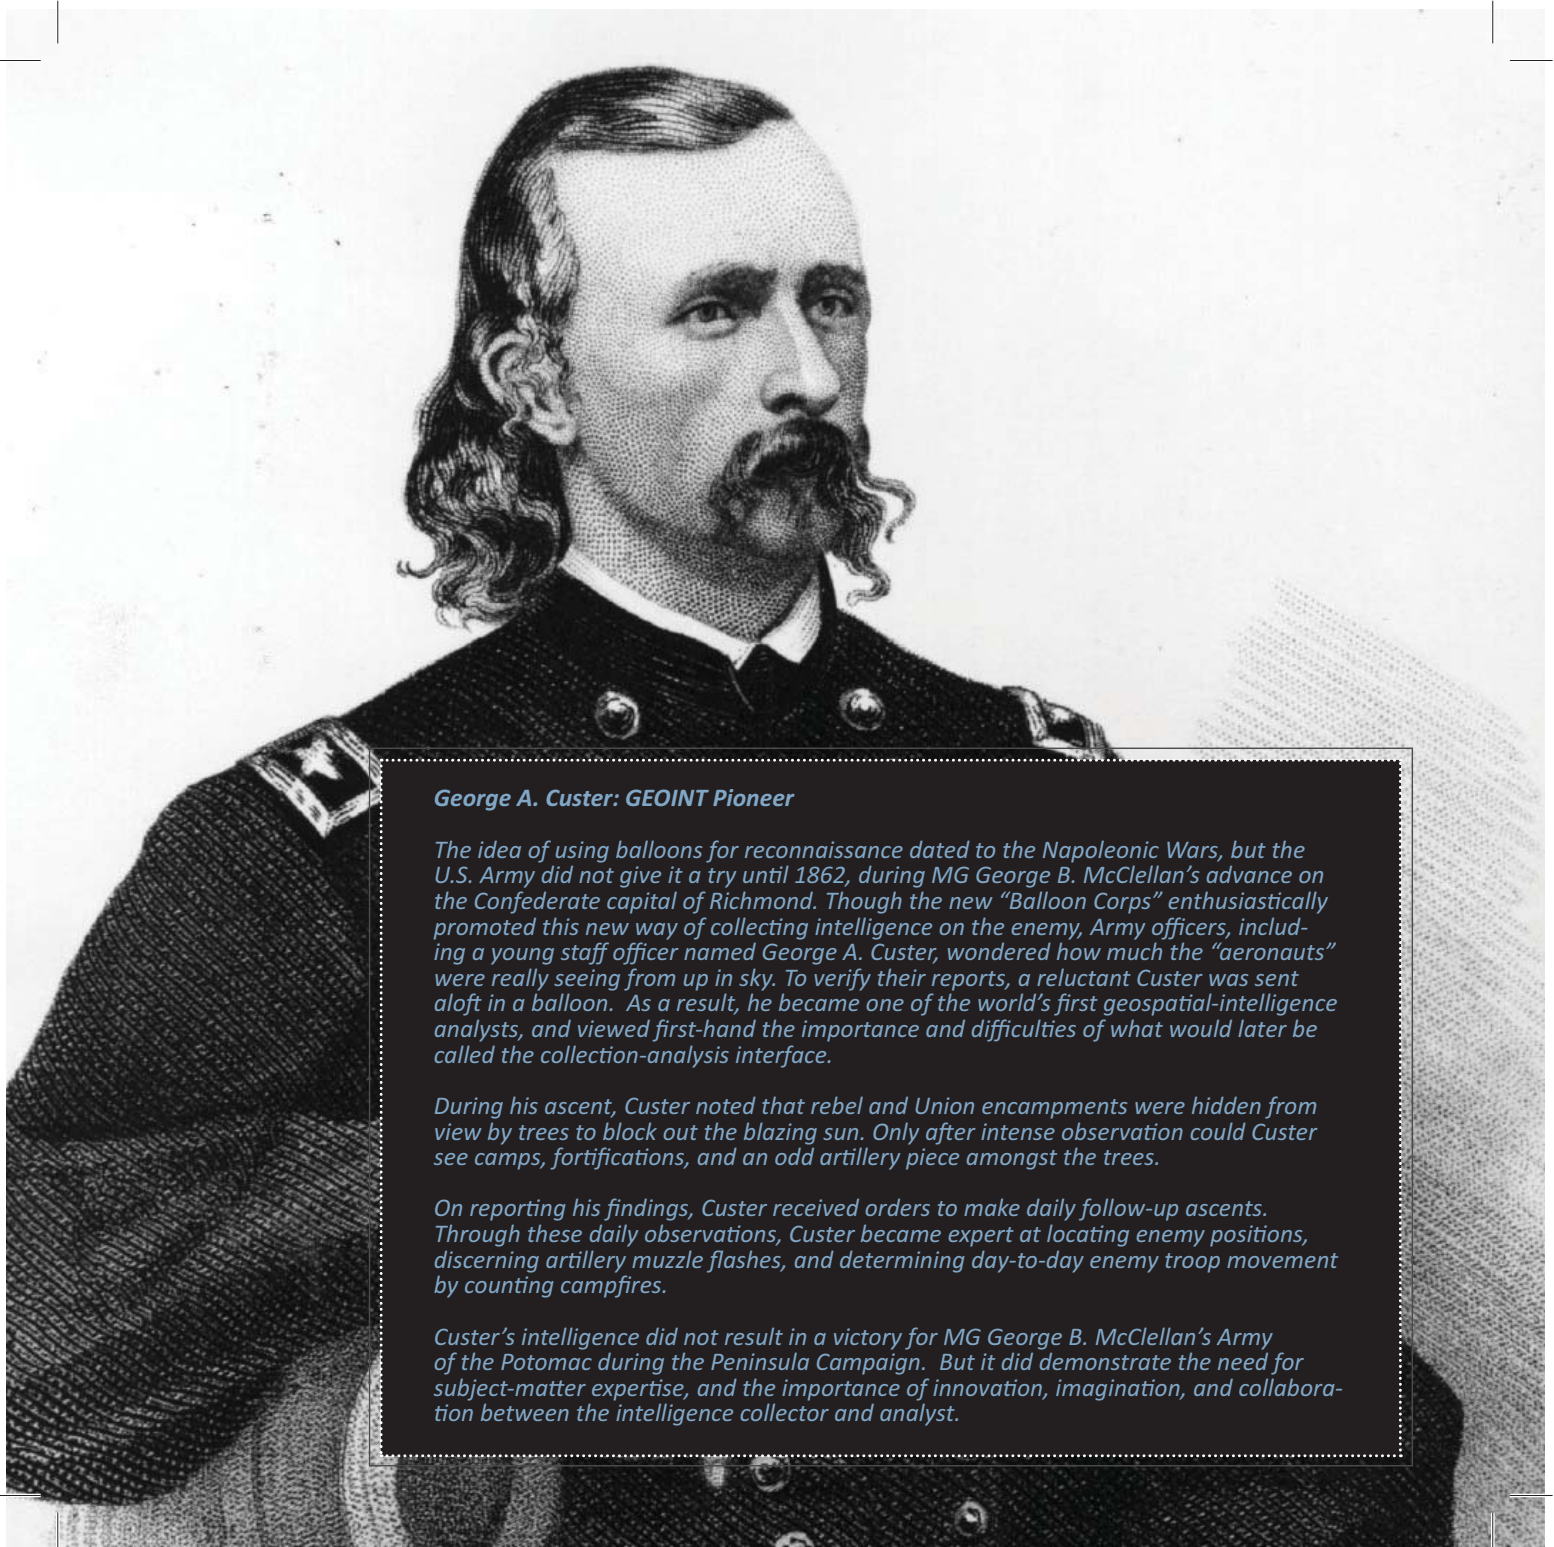 George A. Custer: GEOINT Pioneer
The idea of using balloons for reconnaissance dated to the Napoleonic Wars, but the
U.S. Army did not give it a try until 1862, during MG George B. McClellan’s advance on
the Confederate capital of Richmond. Though the new “Balloon Corps” enthusiastically
promoted this new way of collecting intelligence on the enemy, Army officers, includ-
ing a young staff officer named George A. Custer, wondered how much the “aeronauts”
were really seeing from up in sky. To verify their reports, a reluctant Custer was sent
aloft in a balloon.  As a result, he became one of the world’s first geospatial-intelligence
analysts, and viewed first-hand the importance and difficulties of what would later be
called the collection-analysis interface.
During his ascent, Custer noted that rebel and Union encampments were hidden from
view by trees to block out the blazing sun. Only after intense observation could Custer
see camps, fortifications, and an odd artillery piece amongst the trees.
On reporting his findings, Custer received orders to make daily follow-up ascents.
Through these daily observations, Custer became expert at locating enemy positions,
discerning artillery muzzle flashes, and determining day-to-day enemy troop movement
by counting campfires.
Custer’s intelligence did not result in a victory for MG George B. McClellan’s Army
of the Potomac during the Peninsula Campaign.  But it did demonstrate the need for
subject-matter expertise, and the importance of innovation, imagination, and collabora-
tion between the intelligence collector and analyst.